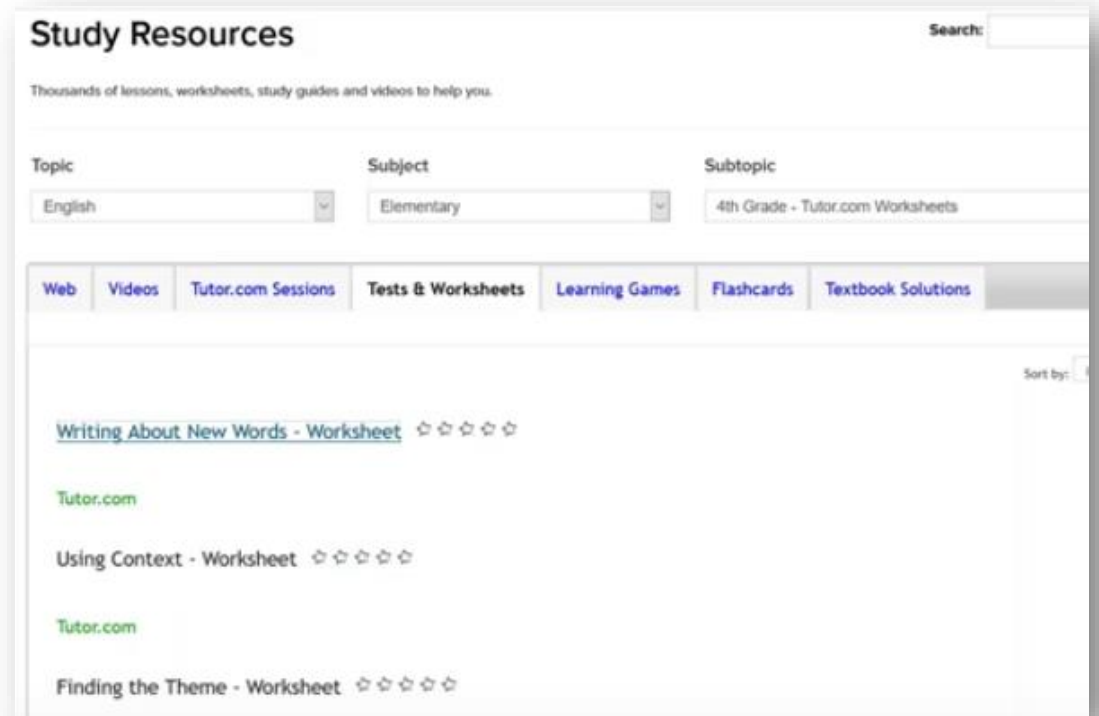 Study Resources
Search:
Thousands of lessons, worksheets, study guides and videos to help you.
Topic
Subject
Subtopic
English
Elementary
4th Grade - Tutor.com Worksheets
Web Videos Tutor.com Sessions Tests & Worksheets Learning Games Flashcards Textbook Solutions
Sort by:
Writing About New Words - Worksheet
Tutor.com
Using Context - Worksheet
Tutor.com
Finding the Theme - Worksheet